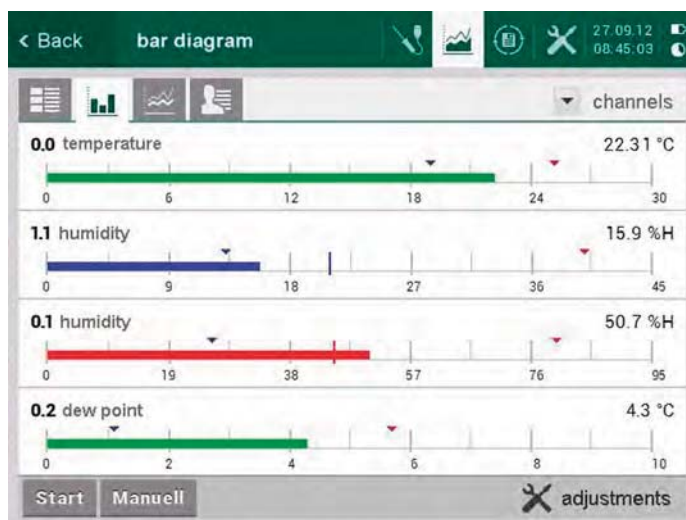 < Back bar diagram 27.09.12
08:45:03
channels
0.0 temperature 22.31 °C
0 6 12 18 24 30
1.1 humidity 15.9 %H
0 9 18 27 36 45
0.1 humidity 50.7 %H
0 19 38 57 76 95
0.2 dew point 4.3 °C
0 2 4 6 8 10
Start Manuell adjustments